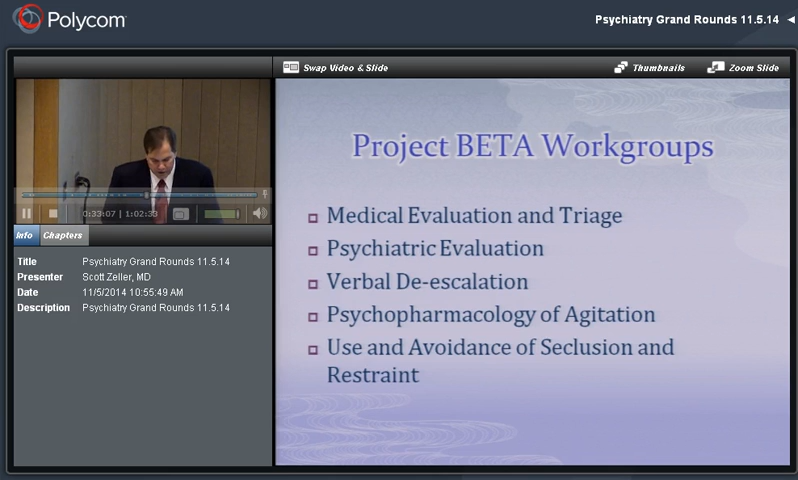 Polycom
Psychiatry Grand Rounds 11.5.14
Swap Video & Slide
Thumbnails
Zoom Slide
0:33:07 | 1:02:33
Info
Chapters
Title Psychiatry Grand Rounds 11.5.14
Presenter Scott Zeller, MD
Date 11/5/2014 10:55:49 AM
Description Psychiatry Grand Rounds 11.5.14
Project BETA Workgroups
Medical Evaluation and Triage
Psychiatric Evaluation
Verbal De-escalation
Psychopharmacology of Agitation
Use and Avoidance of Seclusion and
Restraint